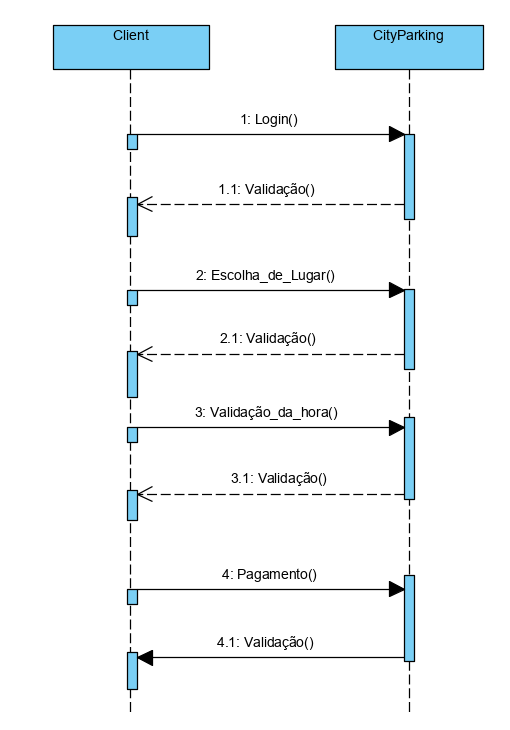 Client
CityParking
1: Login()
1.1: Validação()
2: Escolha_de_Lugar()
2.1: Validação()
3: Validação_da_hora()
3.1: Validação()
4: Pagamento()
4.1: Validação()